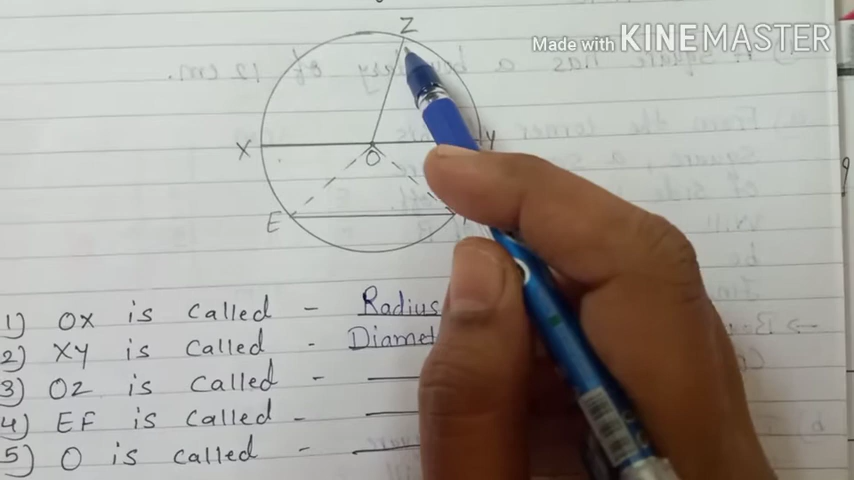 Made with KINEMASTER
Z
X
Y
O
E
1) OX is called - Radius
2) XY is called - Diamet
3) OZ is called -
4) EF is called -
5) O is called -